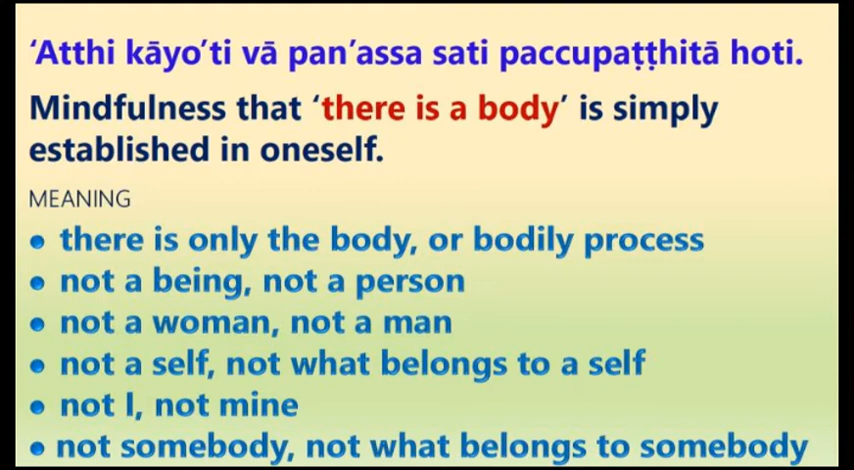 ‘Atthi kāyo’ti vā pan’assa sati paccupaṭṭhitā hoti.
Mindfulness that ‘there is a body’ is simply
established in oneself.
MEANING
• there is only the body, or bodily process
• not a being, not a person
• not a woman, not a man
• not a self, not what belongs to a self
• not I, not mine
• not somebody, not what belongs to somebody